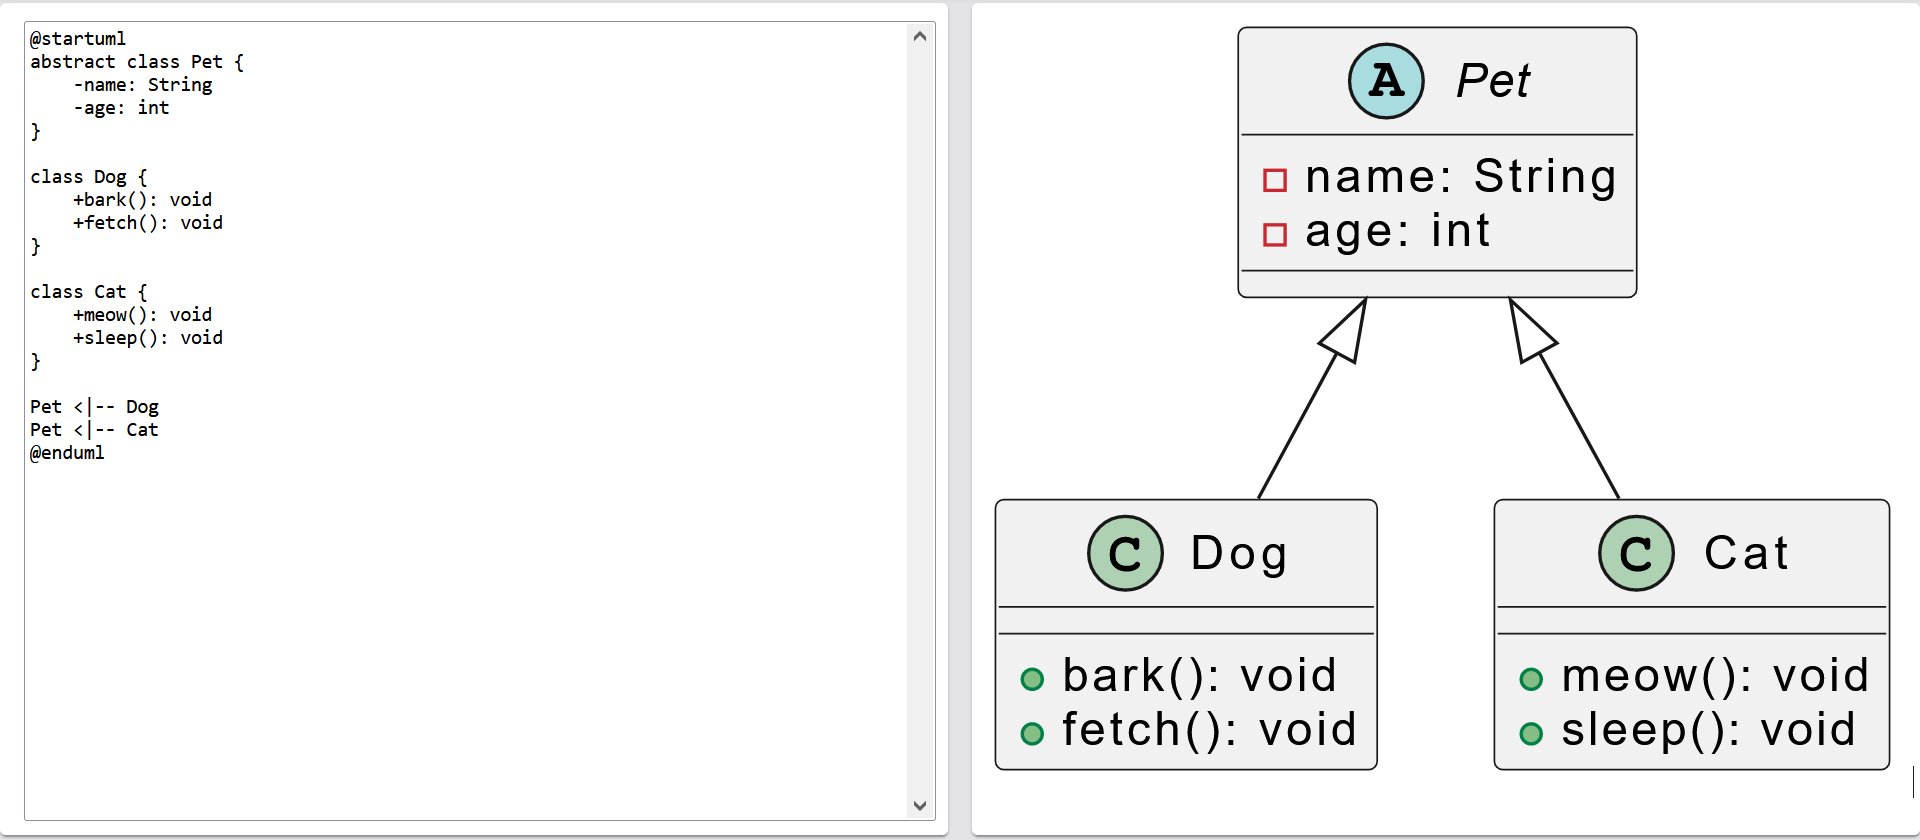 @startuml
abstract class Pet {
    -name: String
    -age: int
}

class Dog {
    +bark(): void
    +fetch(): void
}

class Cat {
    +meow(): void
    +sleep(): void
}

Pet <|-- Dog
Pet <|-- Cat
@enduml
A Pet
name: String
age: int
C Dog
bark(): void
fetch(): void
C Cat
meow(): void
sleep(): void